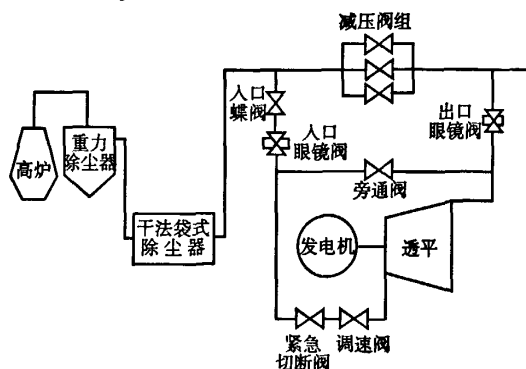 减压阀组
入口
蝶阀
出口
眼镜阀
入口
眼镜阀
重力
除尘器
高炉
旁通阀
干法袋式
除尘器
发电机
透平
紧急
切断阀
调速阀